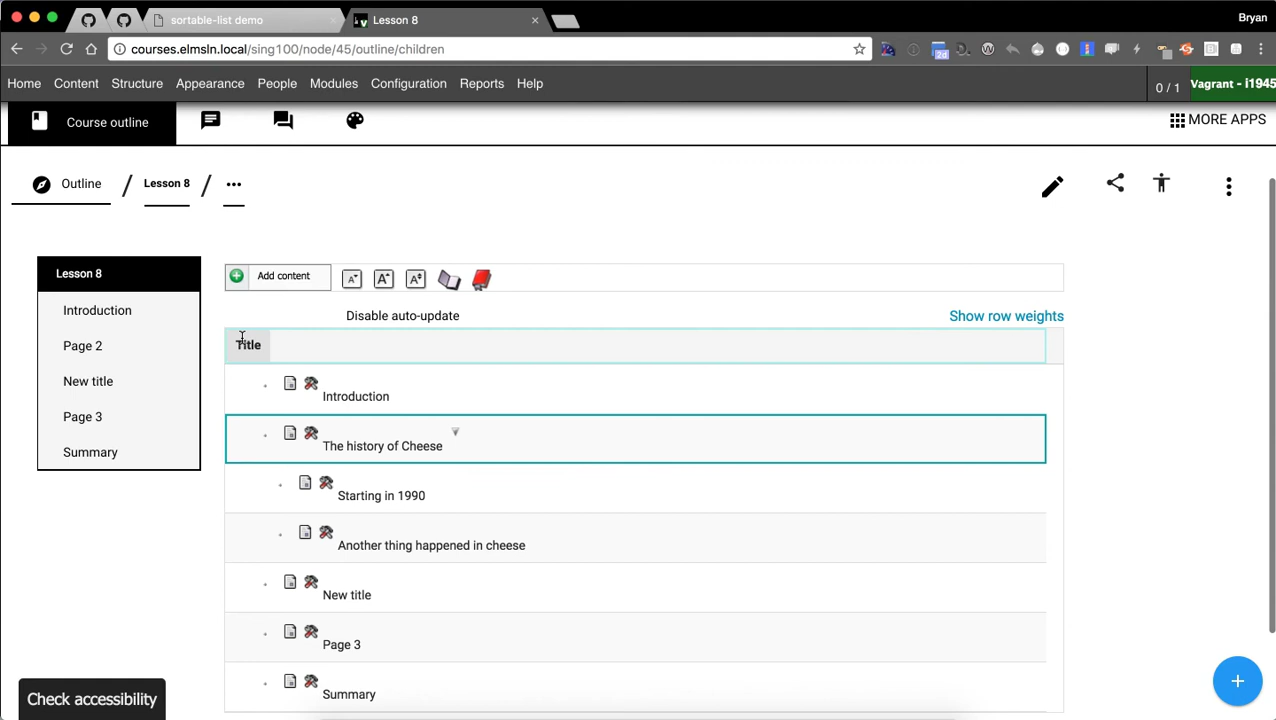 sortable-list demo
Lesson 8
Bryan
courses.elmsln.local/sing100/node/45/outline/children
2d
Home Content Structure Appearance People Modules Configuration Reports Help
0 / 1
Vagrant - i1945
Course outline
MORE APPS
Outline / Lesson 8 / ...
Lesson 8
Introduction
Page 2
New title
Page 3
Summary
Add content
Disable auto-update
Show row weights
Title
Introduction
The history of Cheese
Starting in 1990
Another thing happened in cheese
New title
Page 3
Summary
Check accessibility